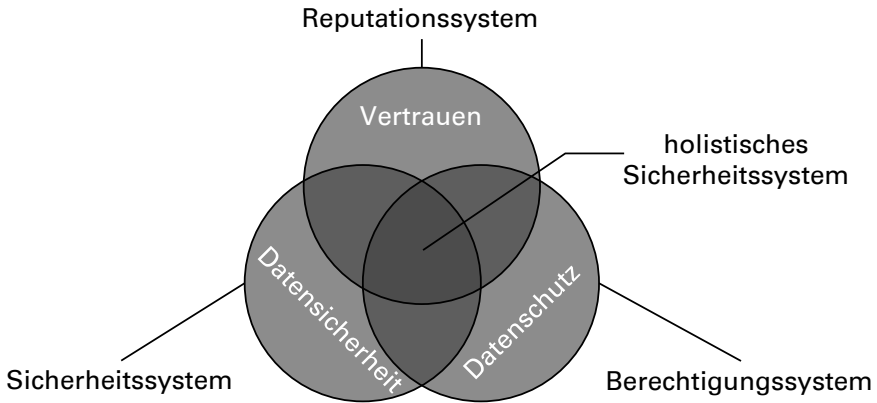 Reputationssystem
Vertrauen
holistisches
Sicherheitssystem
Datensicherheit
Datenschutz
Sicherheitssystem
Berechtigungssystem